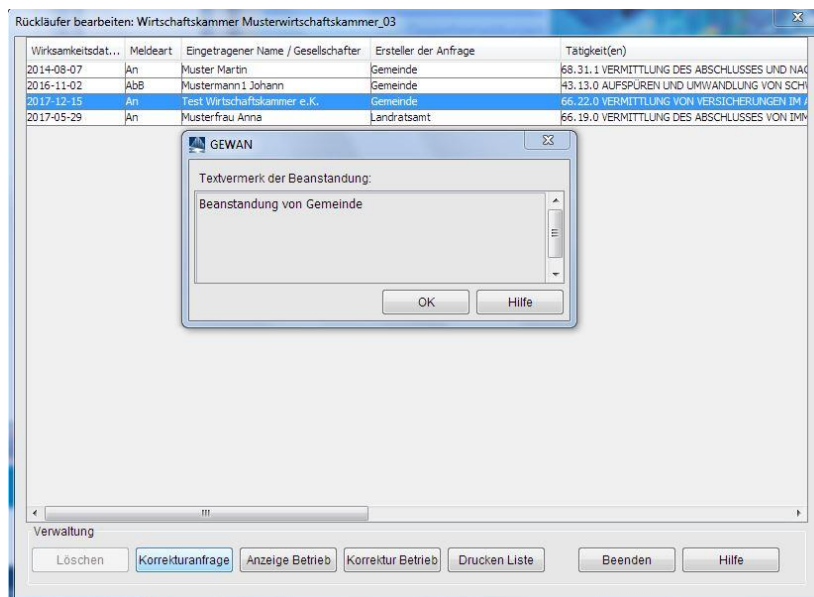 Rückläufer bearbeiten: Wirtschaftskammer Musterwirtschaftskammer_03
Wirksamkeitsdat... Meldeart Eingetragener Name / Gesellschafter Ersteller der Anfrage Tätigkeit(en)
2014-08-07 An Muster Martin Gemeinde 68.31.1 VERMITTLUNG DES ABSCHLUSSES UND NAC
2016-11-02 AbB Mustermann1 Johann Gemeinde 43.13.0 AUFSPÜREN UND UMWANDLUNG VON SCHW
2017-12-15 An Test Wirtschaftskammer e.K. Gemeinde 66.22.0 VERMITTLUNG VON VERSICHERUNGEN IM A
2017-05-29 An Musterfrau Anna Landratsamt 66.19.0 VERMITTLUNG DES ABSCHLUSSES VON IMM
GEWAN
Textvermerk der Beanstandung:
Beanstandung von Gemeinde
OK Hilfe
Verwaltung
Löschen Korrekturanfrage Anzeige Betrieb Korrektur Betrieb Drucken Liste Beenden Hilfe